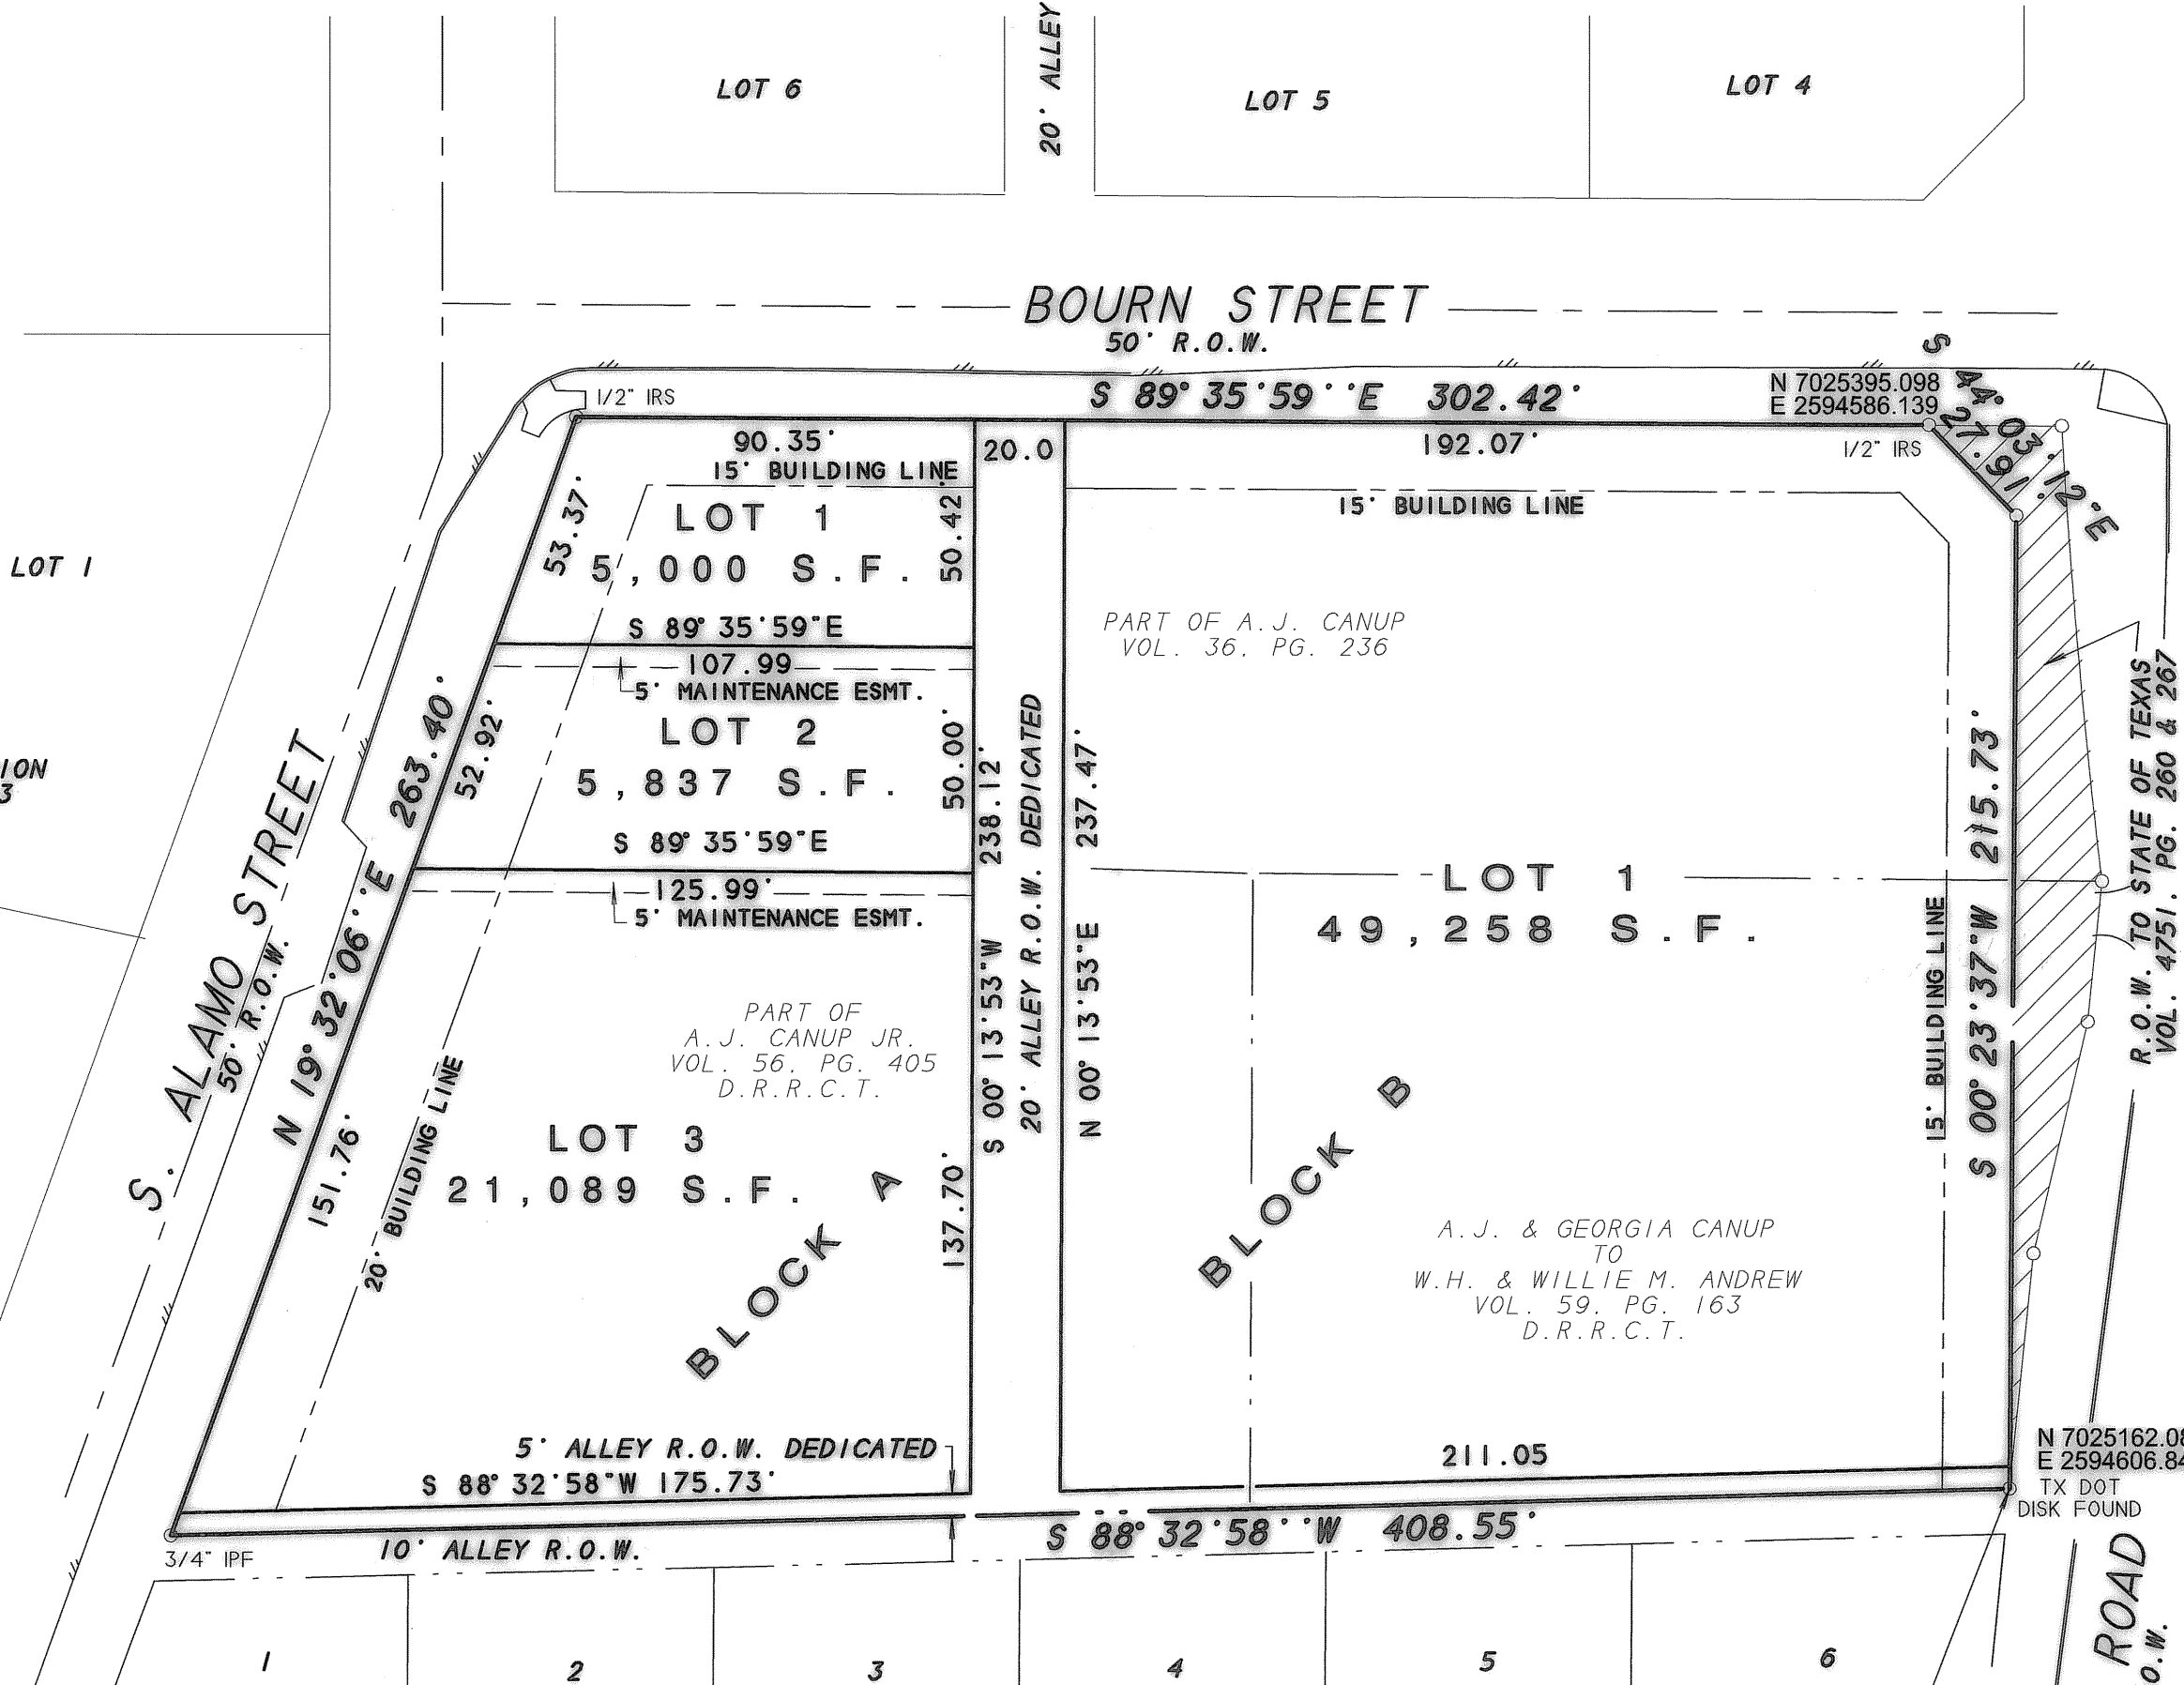 LOT 6
20' ALLEY
LOT 5
LOT 4
BOURN STREET
50' R.O.W.
1/2" IRS
S 89° 35'59''E 302.42'
N 7025395.098
E 2594586.139
1/2" IRS
S 44° 03'12"E
27.91'
90.35'
15' BUILDING LINE
20.0
192.07'
15' BUILDING LINE
LOT 1
5,000 S.F.
53.37'
50.42'
S 89° 35'59"E
107.99
5' MAINTENANCE ESMT.
LOT 2
5,837 S.F.
52.92'
50.00'
S 89° 35'59"E
125.99'
5' MAINTENANCE ESMT.
LOT 1
ION
3
S. ALAMO STREET
50' R.O.W.
N 19° 32'06''E 263.40'
151.76'
20' BUILDING LINE
PART OF
A.J. CANUP JR.
VOL. 56, PG. 405
D.R.R.C.T.
LOT 3
21,089 S.F.
BLOCK A
137.70'
S 00° 13'53"W 238.12'
20' ALLEY R.O.W. DEDICATED
N 00° 13'53"E 237.47'
PART OF A.J. CANUP
VOL. 36, PG. 236
LOT 1
49,258 S.F.
BLOCK B
A.J. & GEORGIA CANUP
TO
W.H. & WILLIE M. ANDREW
VOL. 59, PG. 163
D.R.R.C.T.
15' BUILDING LINE
S 00° 23'37"W 215.73'
R.O.W. TO STATE OF TEXAS
VOL. 4751, PG. 260 & 267
5' ALLEY R.O.W. DEDICATED
S 88° 32'58"W 175.73'
211.05
N 7025162.08
E 2594606.84
TX DOT
DISK FOUND
S 88° 32'58''W 408.55'
3/4" IPF
10' ALLEY R.O.W.
ROAD
O.W.
1
2
3
4
5
6